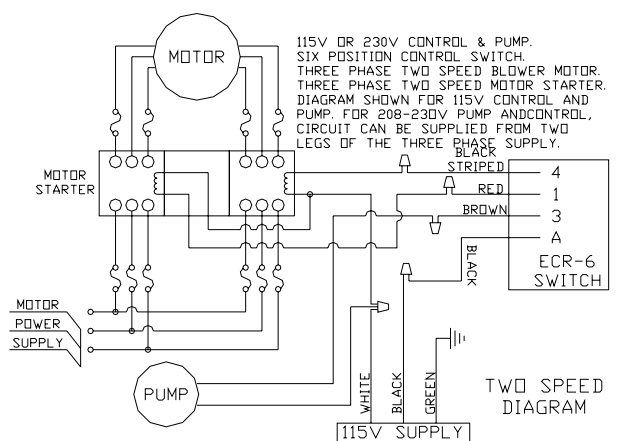 115V OR 230V CONTROL & PUMP.
SIX POSITION CONTROL SWITCH.
THREE PHASE TWO SPEED BLOWER MOTOR.
THREE PHASE TWO SPEED MOTOR STARTER.
DIAGRAM SHOWN FOR 115V CONTROL AND
PUMP. FOR 208-230V PUMP ANDCONTROL,
CIRCUIT CAN BE SUPPLIED FROM TWO
LEGS OF THE THREE PHASE SUPPLY.
MOTOR
MOTOR
STARTER
BLACK
STRIPED
4
RED
1
BROWN
3
A
BLACK
ECR-6
SWITCH
MOTOR
POWER
SUPPLY
PUMP
WHITE
BLACK
GREEN
115V SUPPLY
TWO SPEED
DIAGRAM